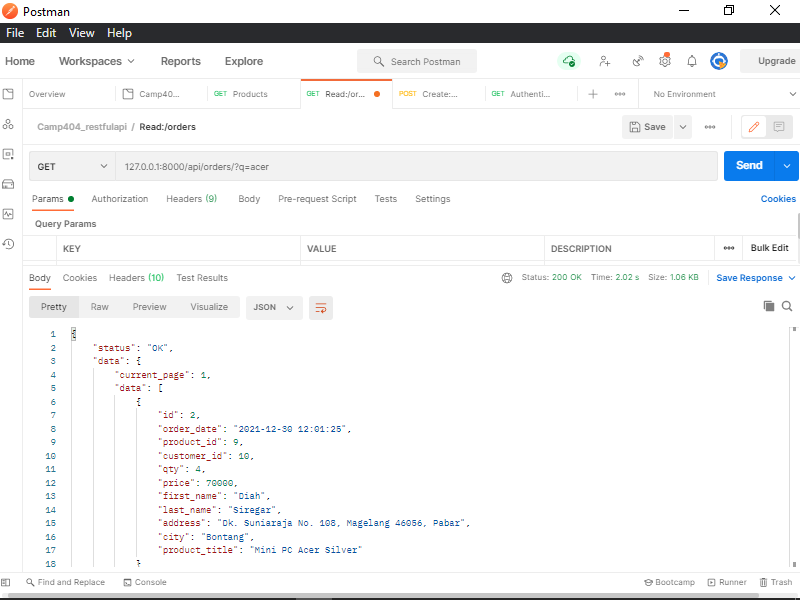 Postman
File Edit View Help
Home Workspaces Reports Explore Search Postman Upgrade
Overview Camp40... GET Products GET Read:/or... POST Create:... GET Authenti... No Environment
Camp404_restfulapi / Read:/orders Save
GET 127.0.0.1:8000/api/orders/?q=acer Send
Params Authorization Headers (9) Body Pre-request Script Tests Settings Cookies
Query Params
KEY VALUE DESCRIPTION Bulk Edit
Body Cookies Headers (10) Test Results Status: 200 OK Time: 2.02 s Size: 1.06 KB Save Response
Pretty Raw Preview Visualize JSON
1 {
2 "status": "OK",
3 "data": {
4 "current_page": 1,
5 "data": [
6 {
7 "id": 2,
8 "order_date": "2021-12-30 12:01:25",
9 "product_id": 9,
10 "customer_id": 10,
11 "qty": 4,
12 "price": 70000,
13 "first_name": "Diah",
14 "last_name": "Siregar",
15 "address": "Dk. Suniaraja No. 108, Magelang 46056, Pabar",
16 "city": "Bontang",
17 "product_title": "Mini PC Acer Silver"
18 }
Find and Replace Console Bootcamp Runner Trash